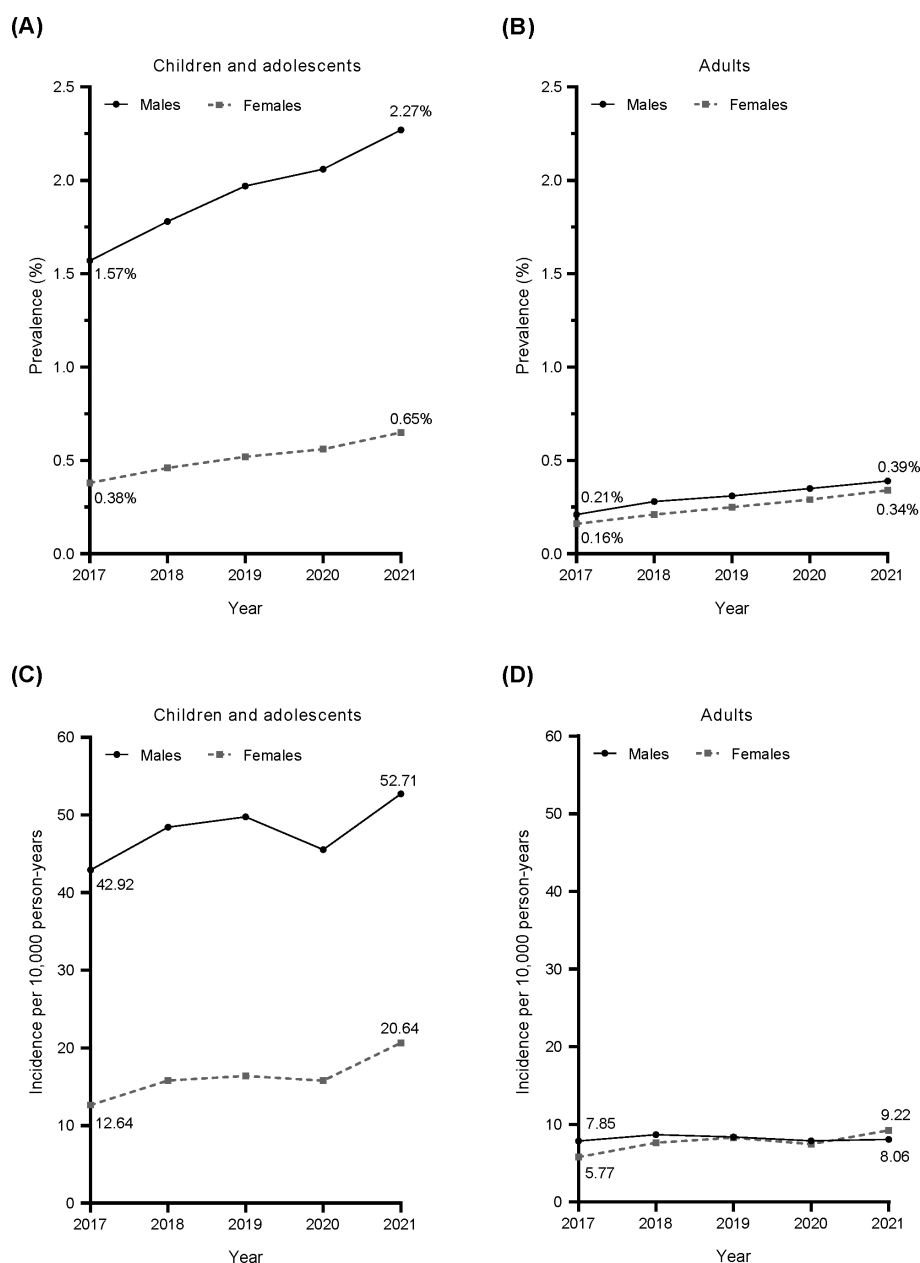 (A)
Children and adolescents
Males
Females
2.5
2.0
1.5
1.0
0.5
0.0
Prevalence (%)
2.27%
1.57%
0.65%
0.38%
2017 2018 2019 2020 2021
Year
(B)
Adults
Males
Females
2.5
2.0
1.5
1.0
0.5
0.0
Prevalence (%)
0.39%
0.21%
0.34%
0.16%
2017 2018 2019 2020 2021
Year
(C)
Children and adolescents
Males
Females
60
50
40
30
20
10
0
Incidence per 10,000 person-years
52.71
42.92
20.64
12.64
2017 2018 2019 2020 2021
Year
(D)
Adults
Males
Females
60
50
40
30
20
10
0
Incidence per 10,000 person-years
9.22
7.85
8.06
5.77
2017 2018 2019 2020 2021
Year